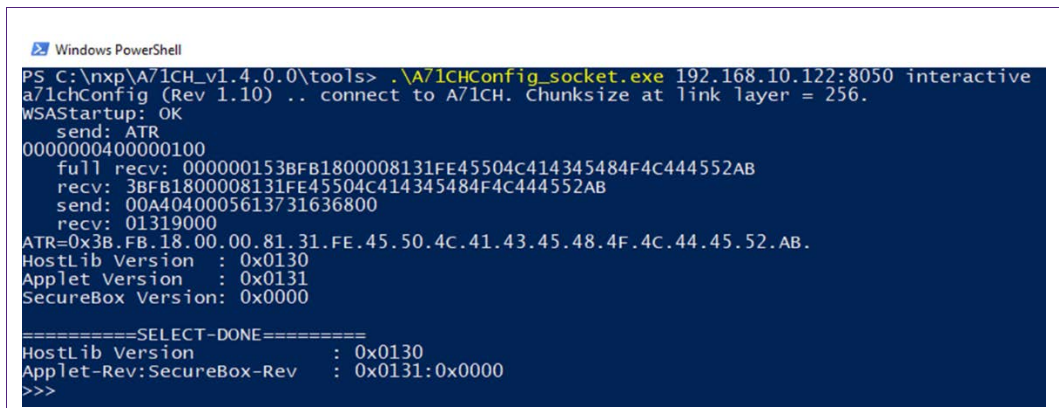 Windows PowerShell
PS C:\nxp\A71CH_v1.4.0.0\tools> .\A71CHConfig_socket.exe 192.168.10.122:8050 interactive
a71chConfig (Rev 1.10) .. connect to A71CH. Chunksize at link layer = 256.
WSAStartup: OK
send: ATR
0000000400000100
full recv: 000000153BFB1800008131FE45504C414345484F4C444552AB
recv: 3BFB1800008131FE45504C414345484F4C444552AB
send: 00A4040005613731636800
recv: 01319000
ATR=0x3B.FB.18.00.00.81.31.FE.45.50.4C.41.43.45.48.4F.4C.44.45.52.AB.
HostLib Version  : 0x0130
Applet Version   : 0x0131
SecureBox Version: 0x0000
==========SELECT-DONE=========
HostLib Version            : 0x0130
Applet-Rev:SecureBox-Rev   : 0x0131:0x0000
>>>